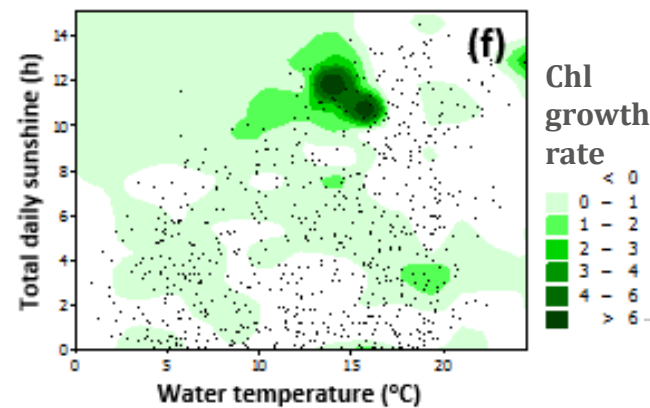 (f)
Total daily sunshine (h)
14
12
10
8
6
4
2
0
0 5 10 15 20
Water temperature (°C)
Chl
growth
rate
< 0
0 – 1
1 – 2
2 – 3
3 – 4
4 – 6
> 6